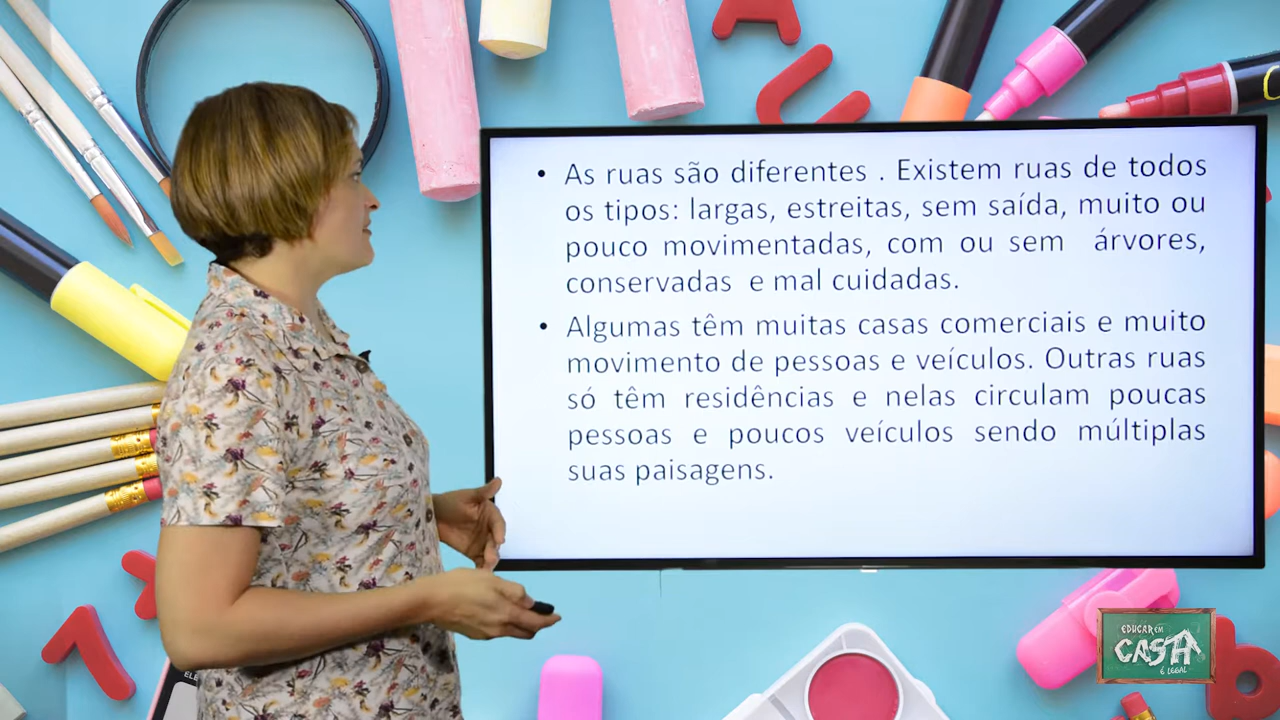 • As ruas são diferentes . Existem ruas de todos
os tipos: largas, estreitas, sem saída, muito ou
pouco movimentadas, com ou sem árvores,
conservadas e mal cuidadas.
• Algumas têm muitas casas comerciais e muito
movimento de pessoas e veículos. Outras ruas
só têm residências e nelas circulam poucas
pessoas e poucos veículos sendo múltiplas
suas paisagens.
EDUCAR EM
CASA
É LEGAL